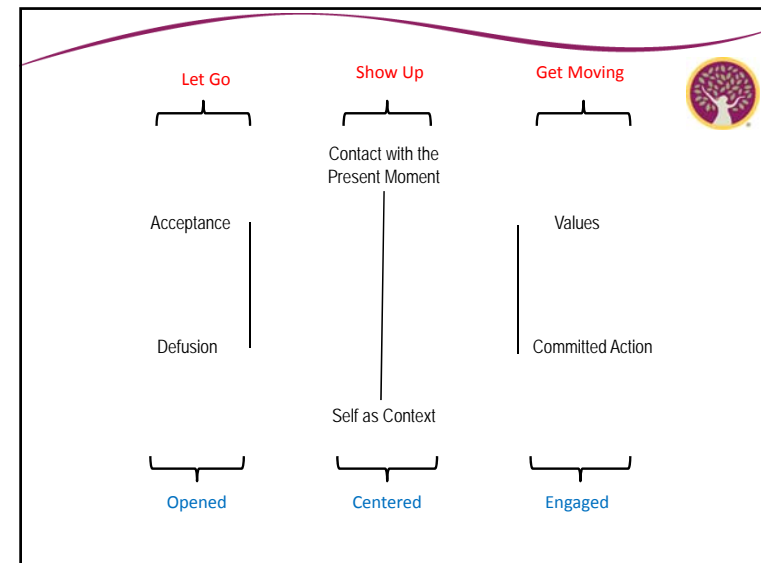 Let Go
Show Up
Get Moving
Contact with the
Present Moment
Acceptance
Values
Defusion
Committed Action
Self as Context
Opened
Centered
Engaged